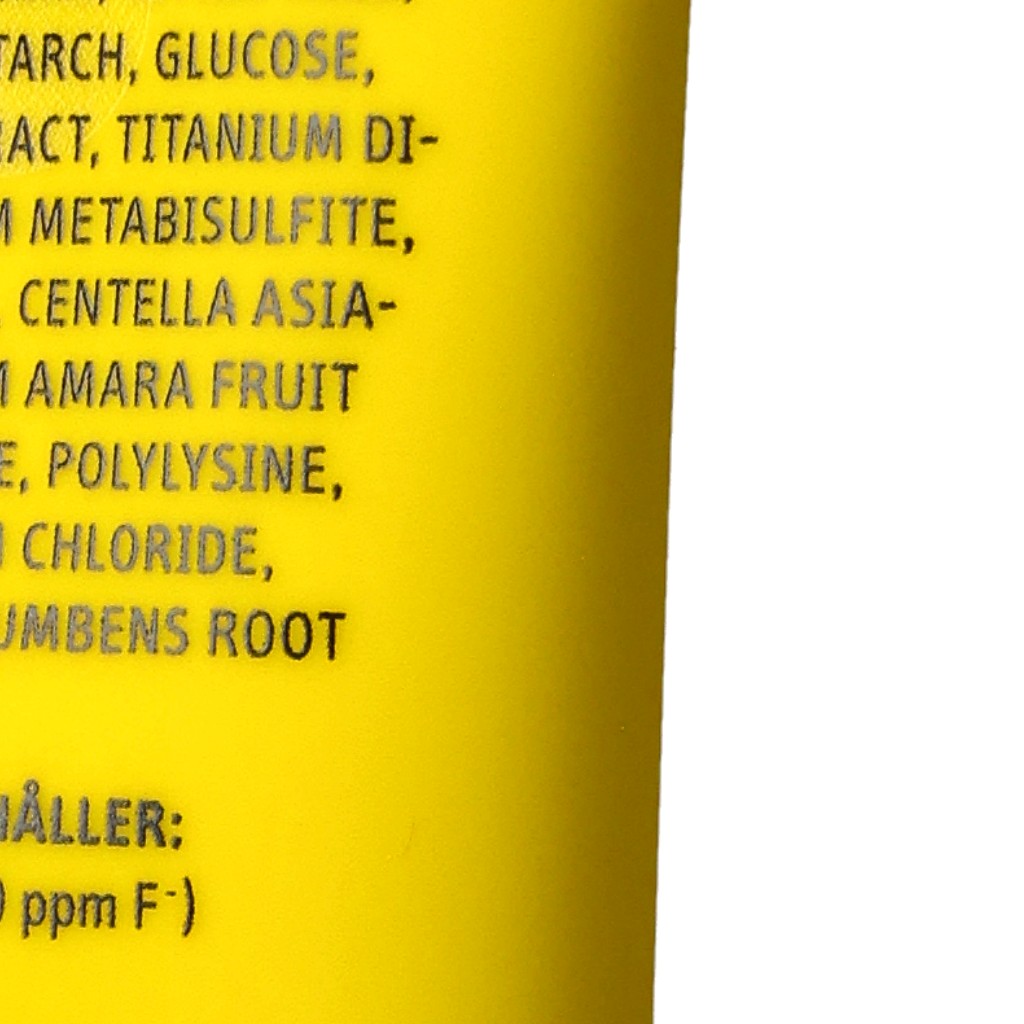 TARCH, GLUCOSE,
RACT, TITANIUM DI-
M METABISULFITE,
CENTELLA ASIA-
M AMARA FRUIT
E, POLYLYSINE,
CHLORIDE,
UMBENS ROOT
HÅLLER:
) ppm F⁻)